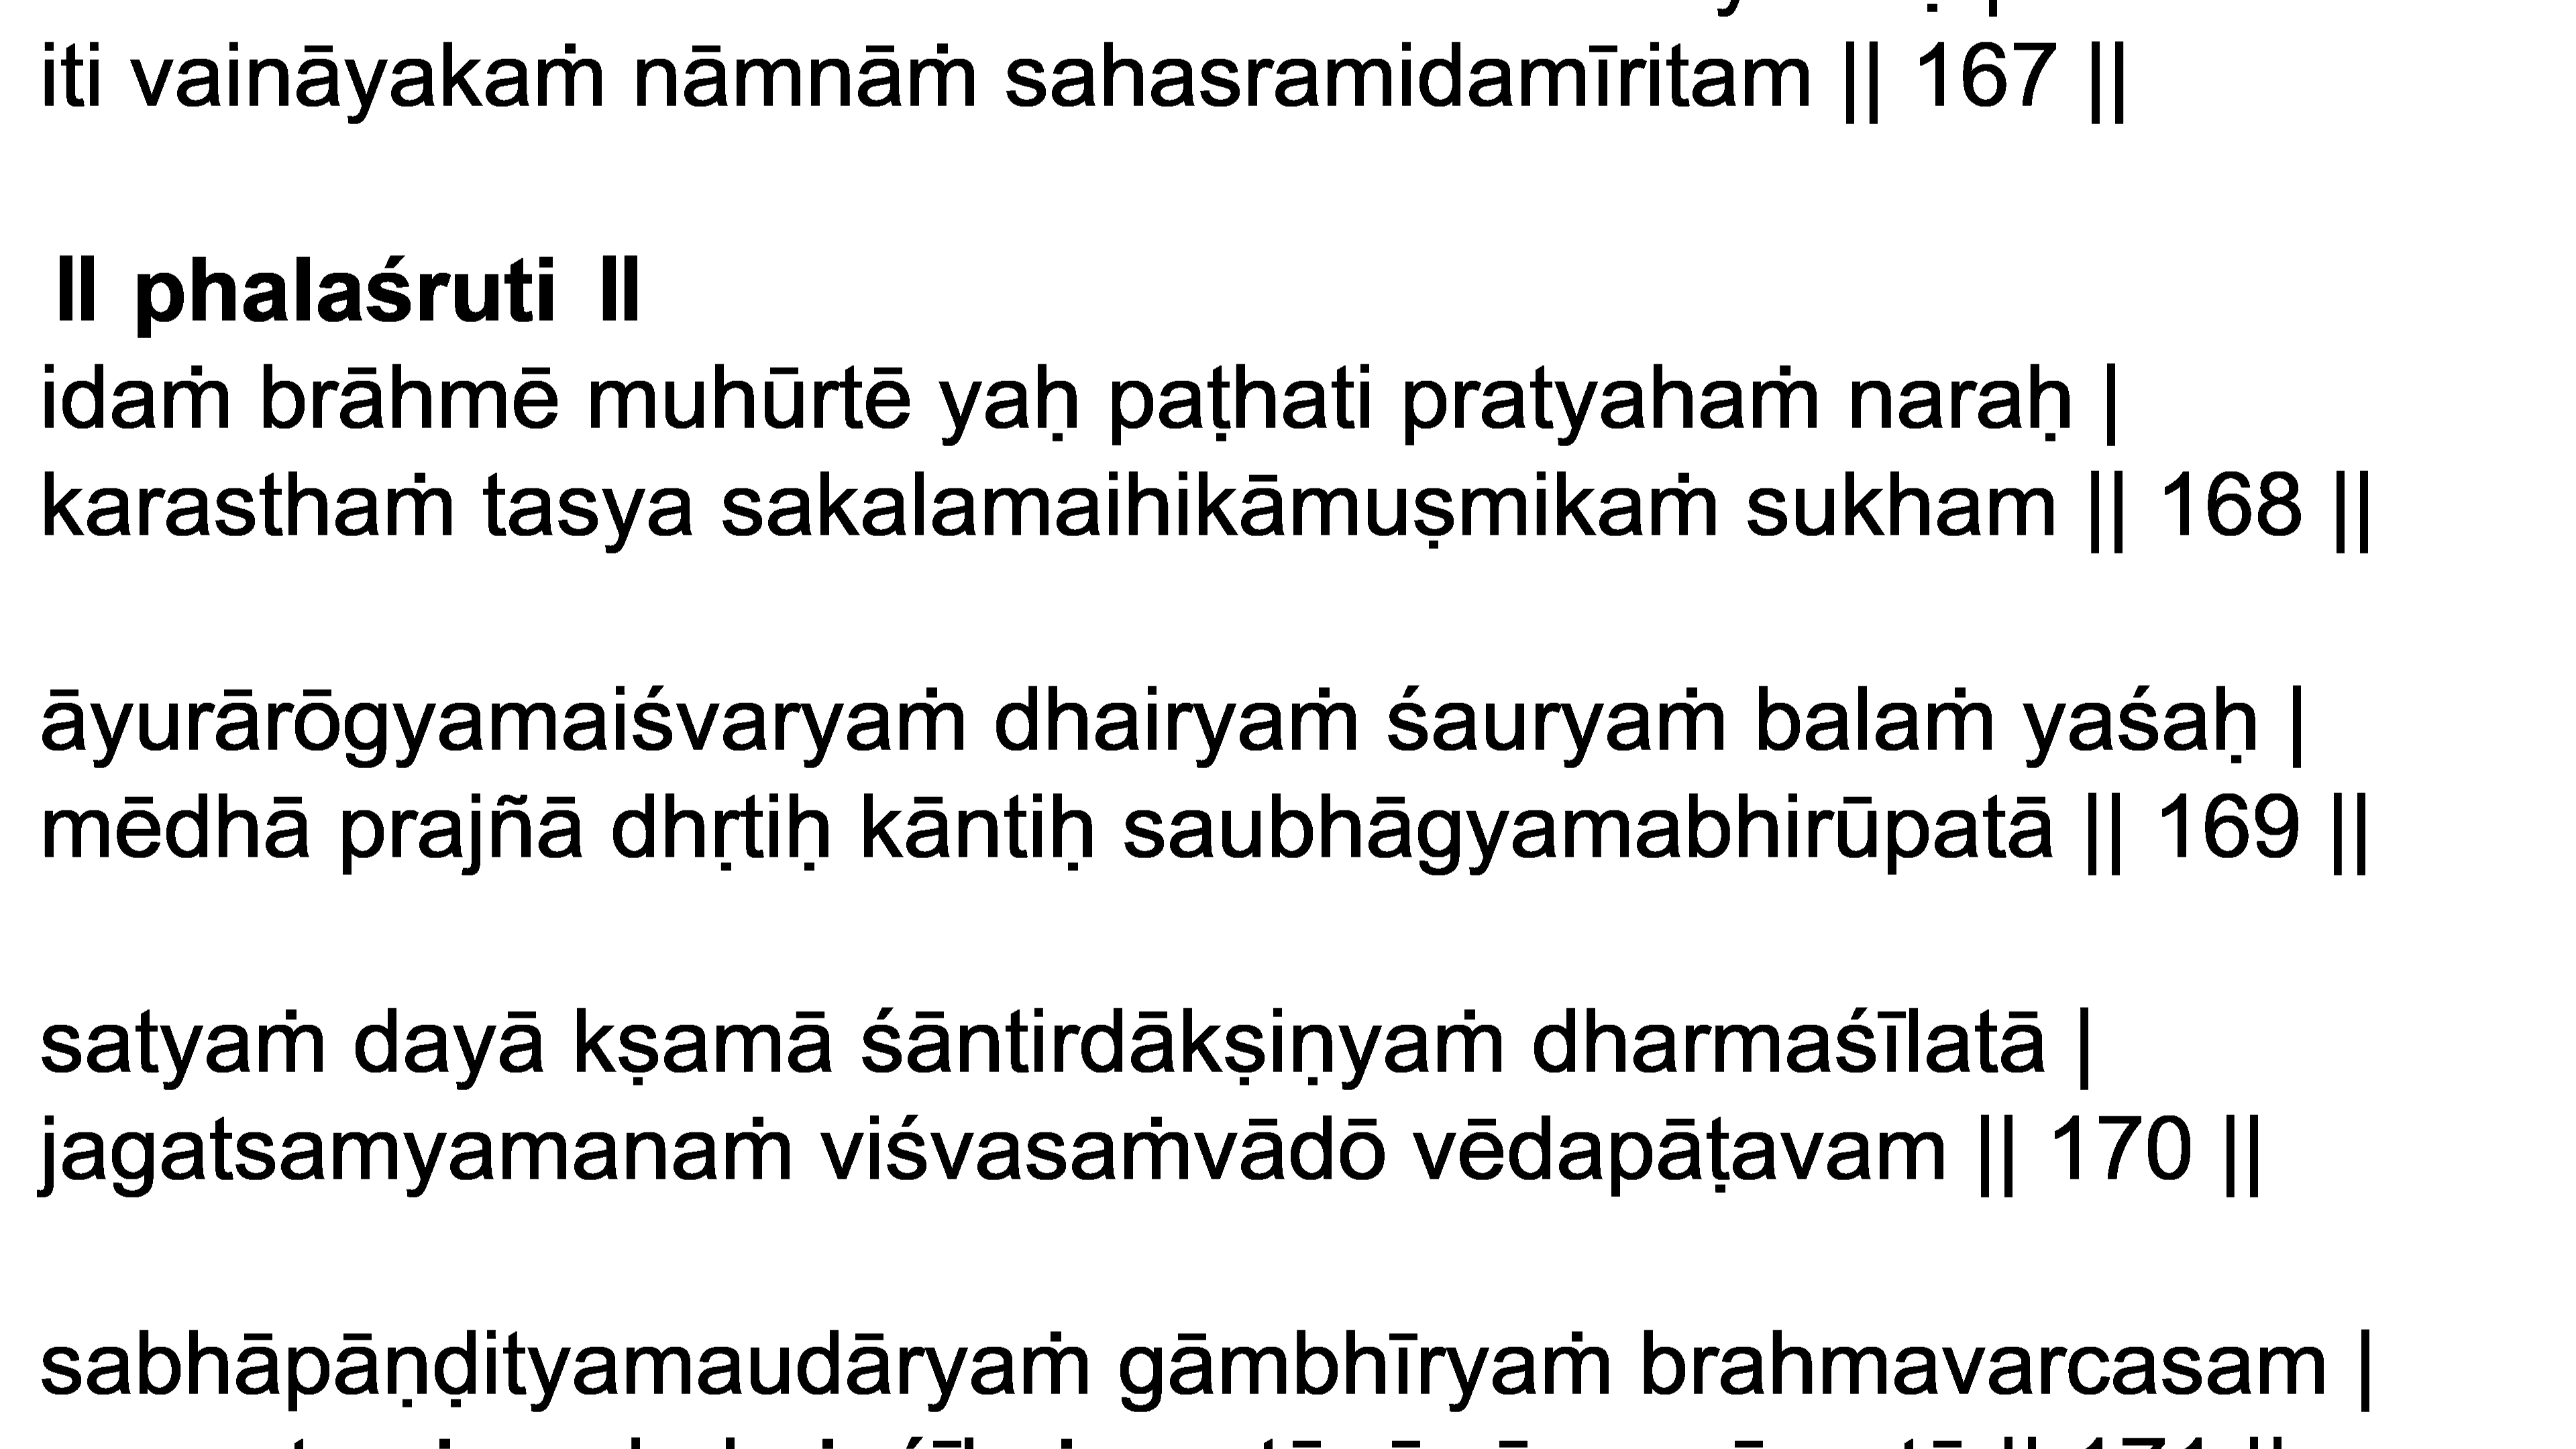 iti vaināyakaṁ nāmnāṁ sahasramidamīritam || 167 ||
|| phalaśruti ||
idaṁ brāhmē muhūrtē yaḥ paṭhati pratyahaṁ naraḥ |
karasthaṁ tasya sakalamaihikāmuṣmikaṁ sukham || 168 ||
āyurārōgyamaiśvaryaṁ dhairyaṁ śauryaṁ balaṁ yaśaḥ |
mēdhā prajñā dhṛtiḥ kāntiḥ saubhāgyamabhirūpatā || 169 ||
satyaṁ dayā kṣamā śāntirdākṣiṇyaṁ dharmaśīlatā |
jagatsamyamanaṁ viśvasaṁvādō vēdapāṭavam || 170 ||
sabhāpāṇḍityamaudāryaṁ gāmbhīryaṁ brahmavarcasam |
|| 171 ||